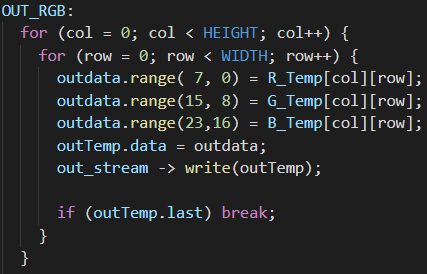 OUT_RGB:
  for (col = 0; col < HEIGHT; col++) {
    for (row = 0; row < WIDTH; row++) {
      outdata.range( 7, 0) = R_Temp[col][row];
      outdata.range(15, 8) = G_Temp[col][row];
      outdata.range(23,16) = B_Temp[col][row];
      outTemp.data = outdata;
      out_stream -> write(outTemp);

      if (outTemp.last) break;
    }
  }